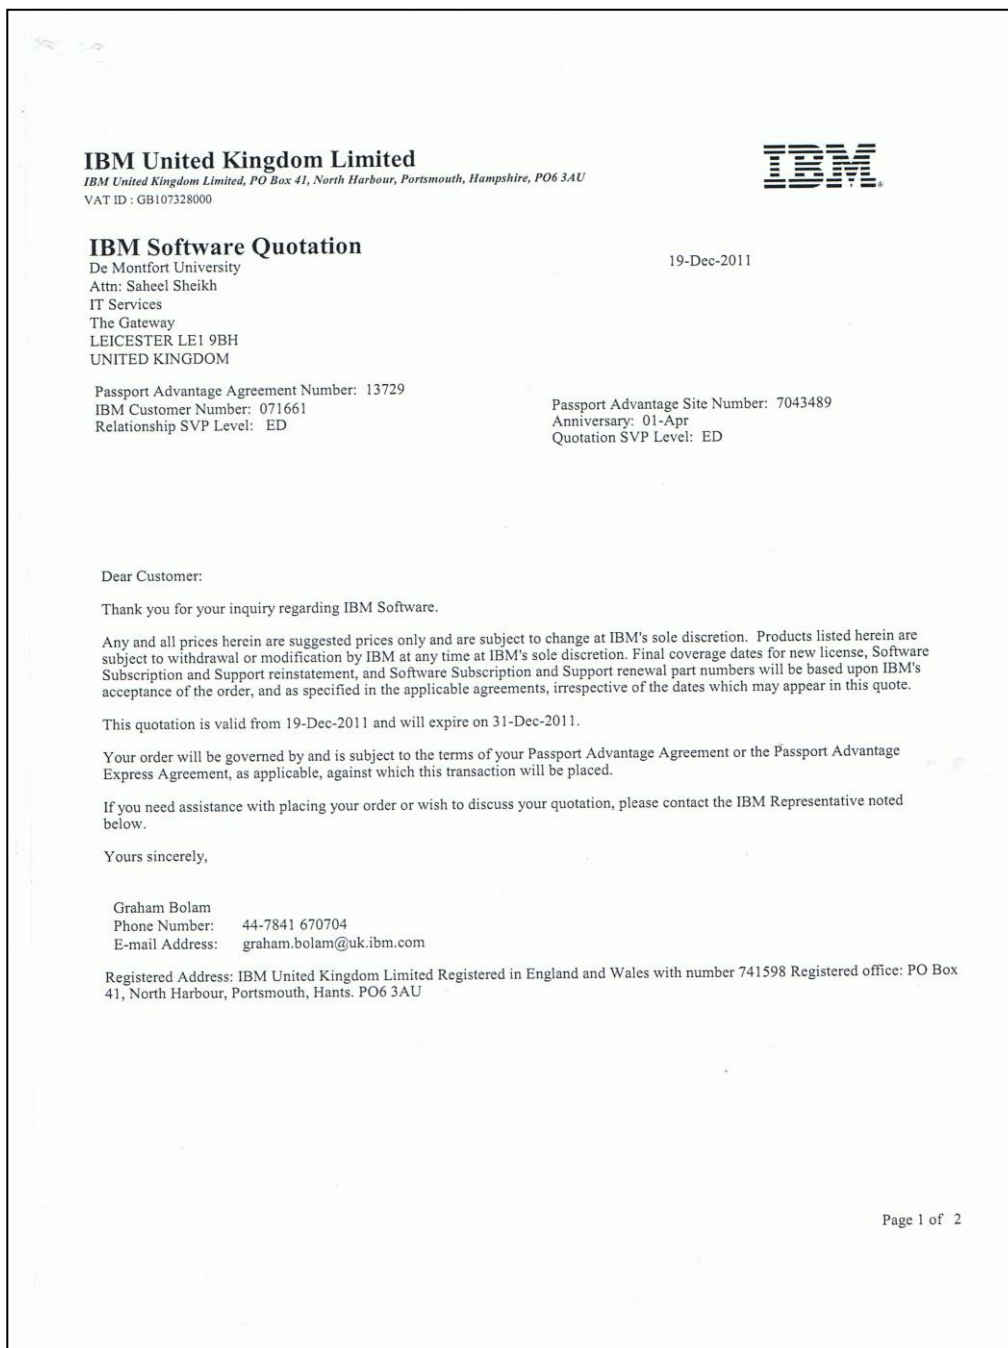 IBM United Kingdom Limited
IBM United Kingdom Limited, PO Box 41, North Harbour, Portsmouth, Hampshire, PO6 3AU
VAT ID : GB107328000
IBM
IBM Software Quotation
19-Dec-2011
De Montfort University
Attn: Saheel Sheikh
IT Services
The Gateway
LEICESTER LE1 9BH
UNITED KINGDOM
Passport Advantage Agreement Number: 13729
IBM Customer Number: 071661
Relationship SVP Level: ED
Passport Advantage Site Number: 7043489
Anniversary: 01-Apr
Quotation SVP Level: ED
Dear Customer:
Thank you for your inquiry regarding IBM Software.
Any and all prices herein are suggested prices only and are subject to change at IBM's sole discretion. Products listed herein are
subject to withdrawal or modification by IBM at any time at IBM's sole discretion. Final coverage dates for new license, Software
Subscription and Support reinstatement, and Software Subscription and Support renewal part numbers will be based upon IBM's
acceptance of the order, and as specified in the applicable agreements, irrespective of the dates which may appear in this quote.
This quotation is valid from 19-Dec-2011 and will expire on 31-Dec-2011.
Your order will be governed by and is subject to the terms of your Passport Advantage Agreement or the Passport Advantage
Express Agreement, as applicable, against which this transaction will be placed.
If you need assistance with placing your order or wish to discuss your quotation, please contact the IBM Representative noted
below.
Yours sincerely,
Graham Bolam
Phone Number: 44-7841 670704
E-mail Address: graham.bolam@uk.ibm.com
Registered Address: IBM United Kingdom Limited Registered in England and Wales with number 741598 Registered office: PO Box
41, North Harbour, Portsmouth, Hants. PO6 3AU
Page 1 of 2